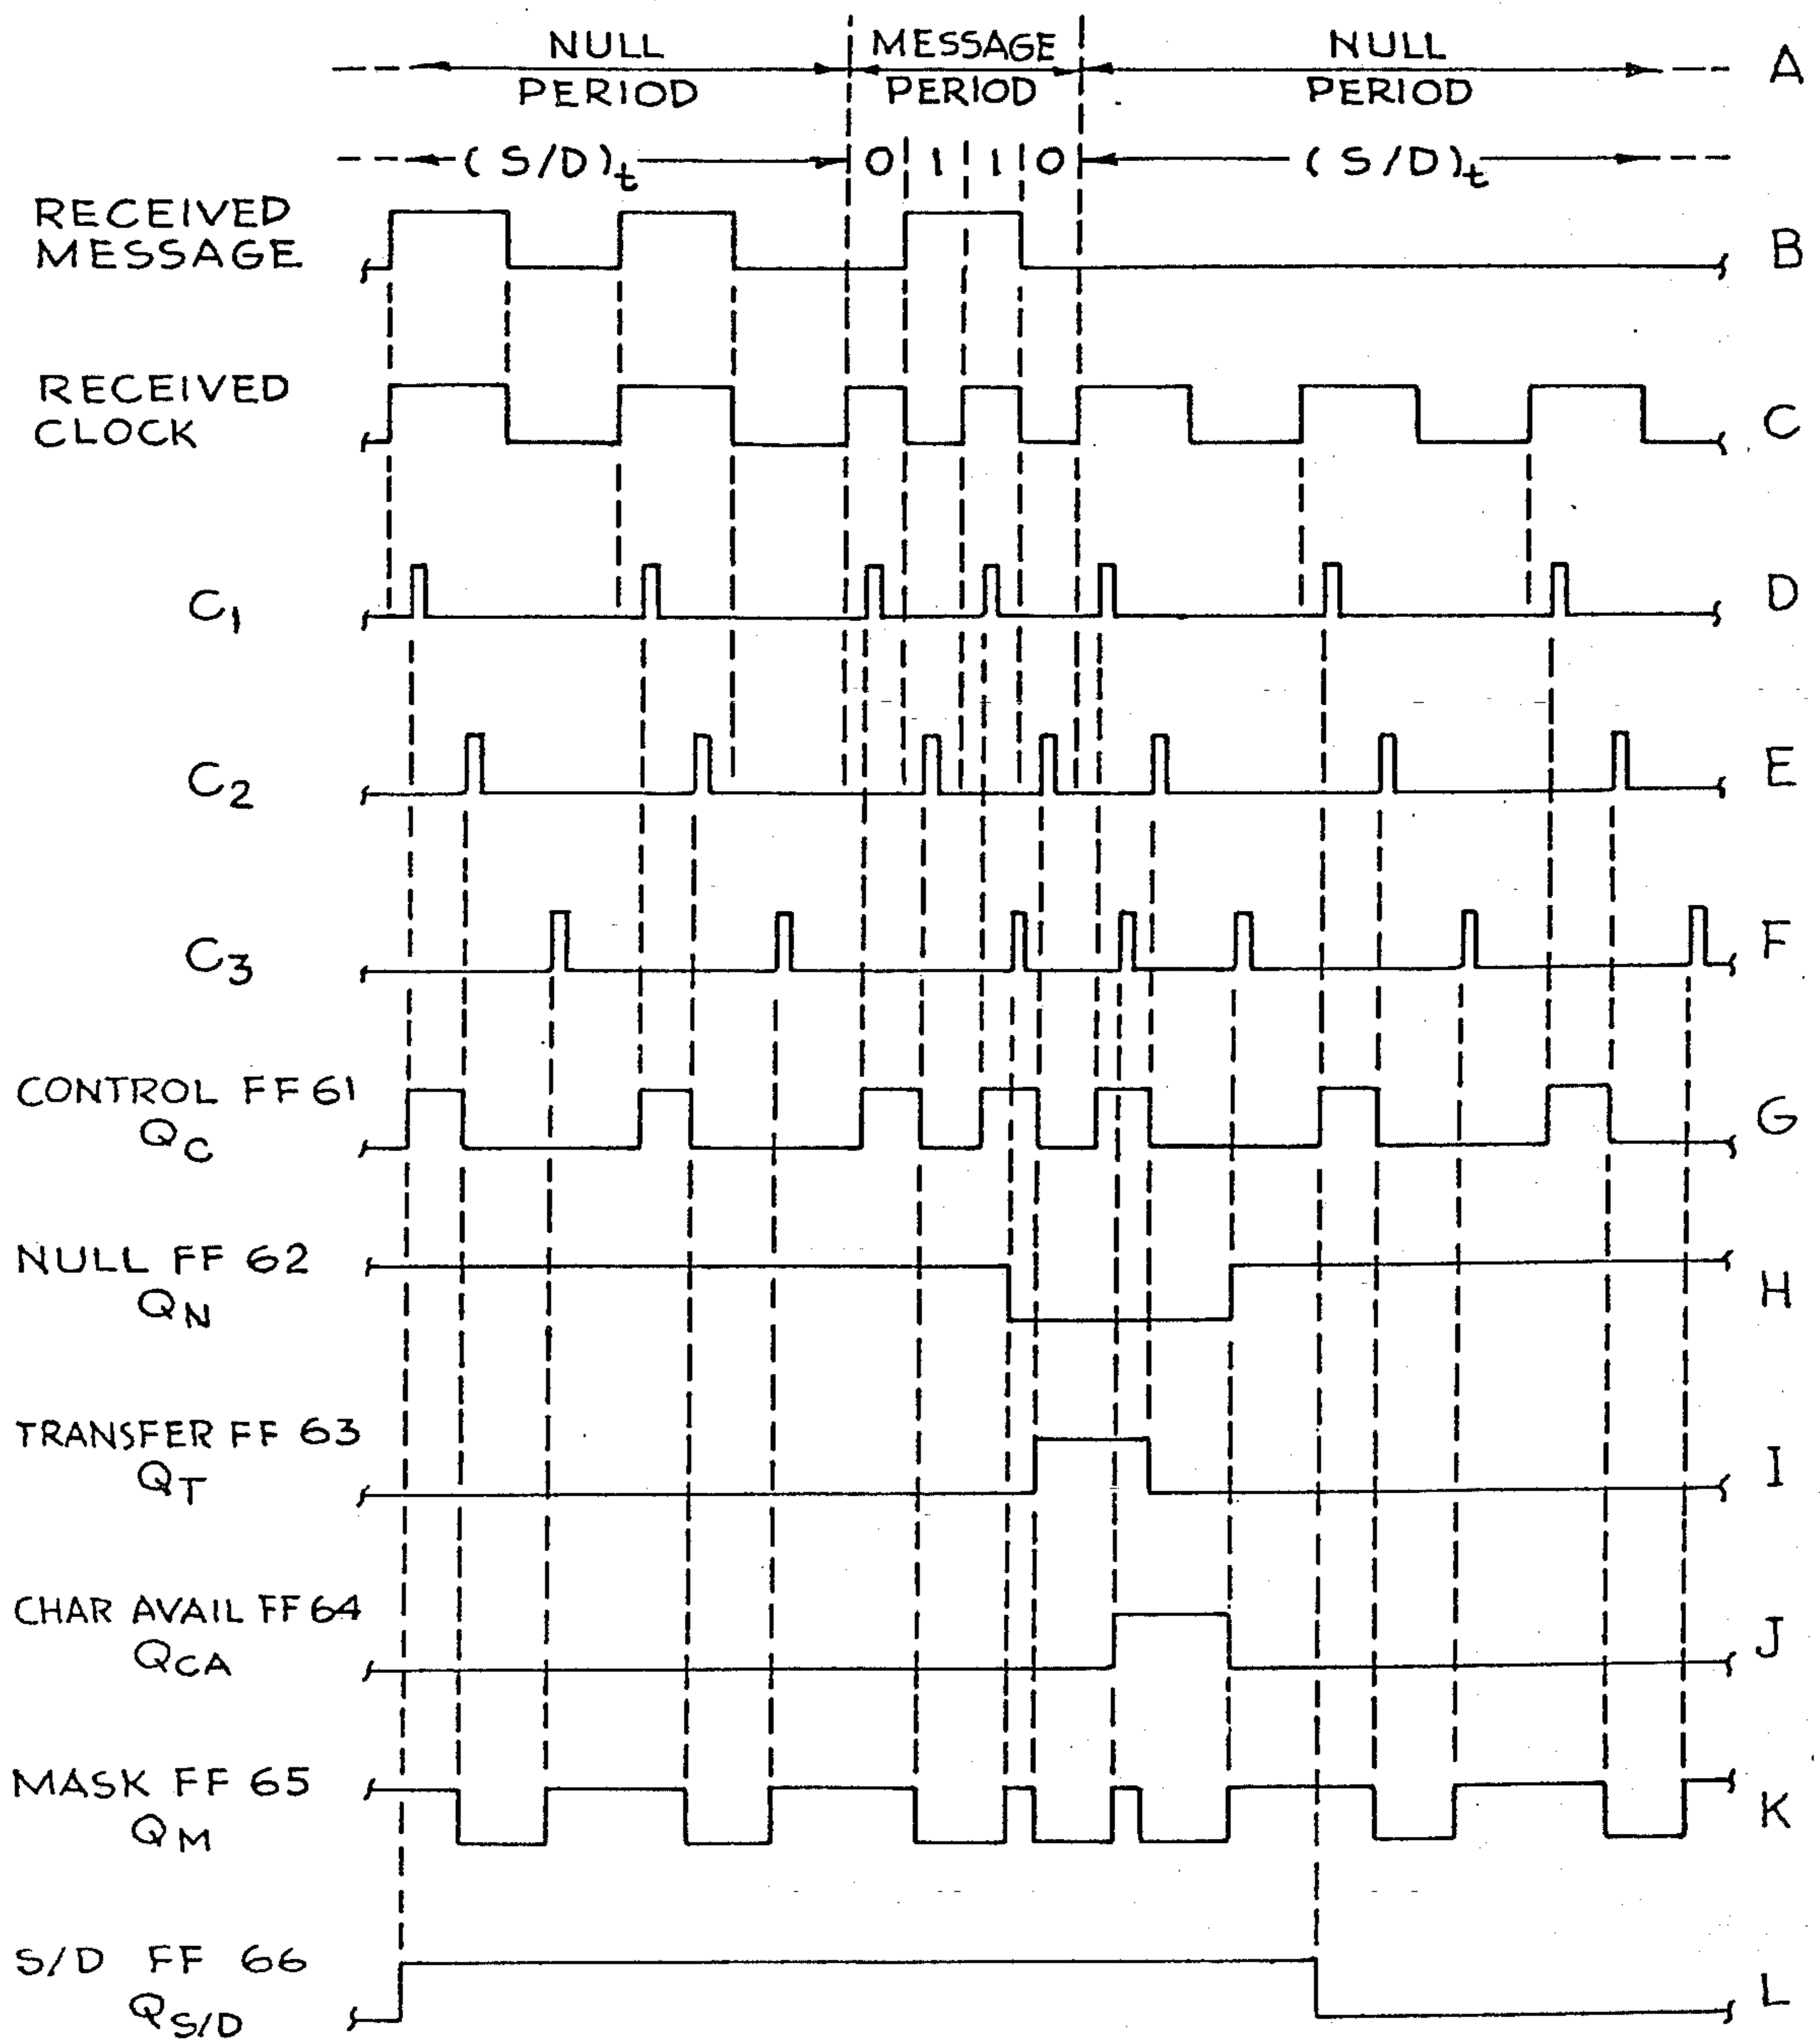 NULL PERIOD
MESSAGE PERIOD
NULL PERIOD
A
(S/D)t
0 1 1 0
(S/D)t
RECEIVED
MESSAGE
B
RECEIVED
CLOCK
C
C1
D
C2
E
C3
F
CONTROL FF 61
QC
G
NULL FF 62
QN
H
TRANSFER FF 63
QT
I
CHAR AVAIL FF 64
QCA
J
MASK FF 65
QM
K
S/D FF 66
QS/D
L